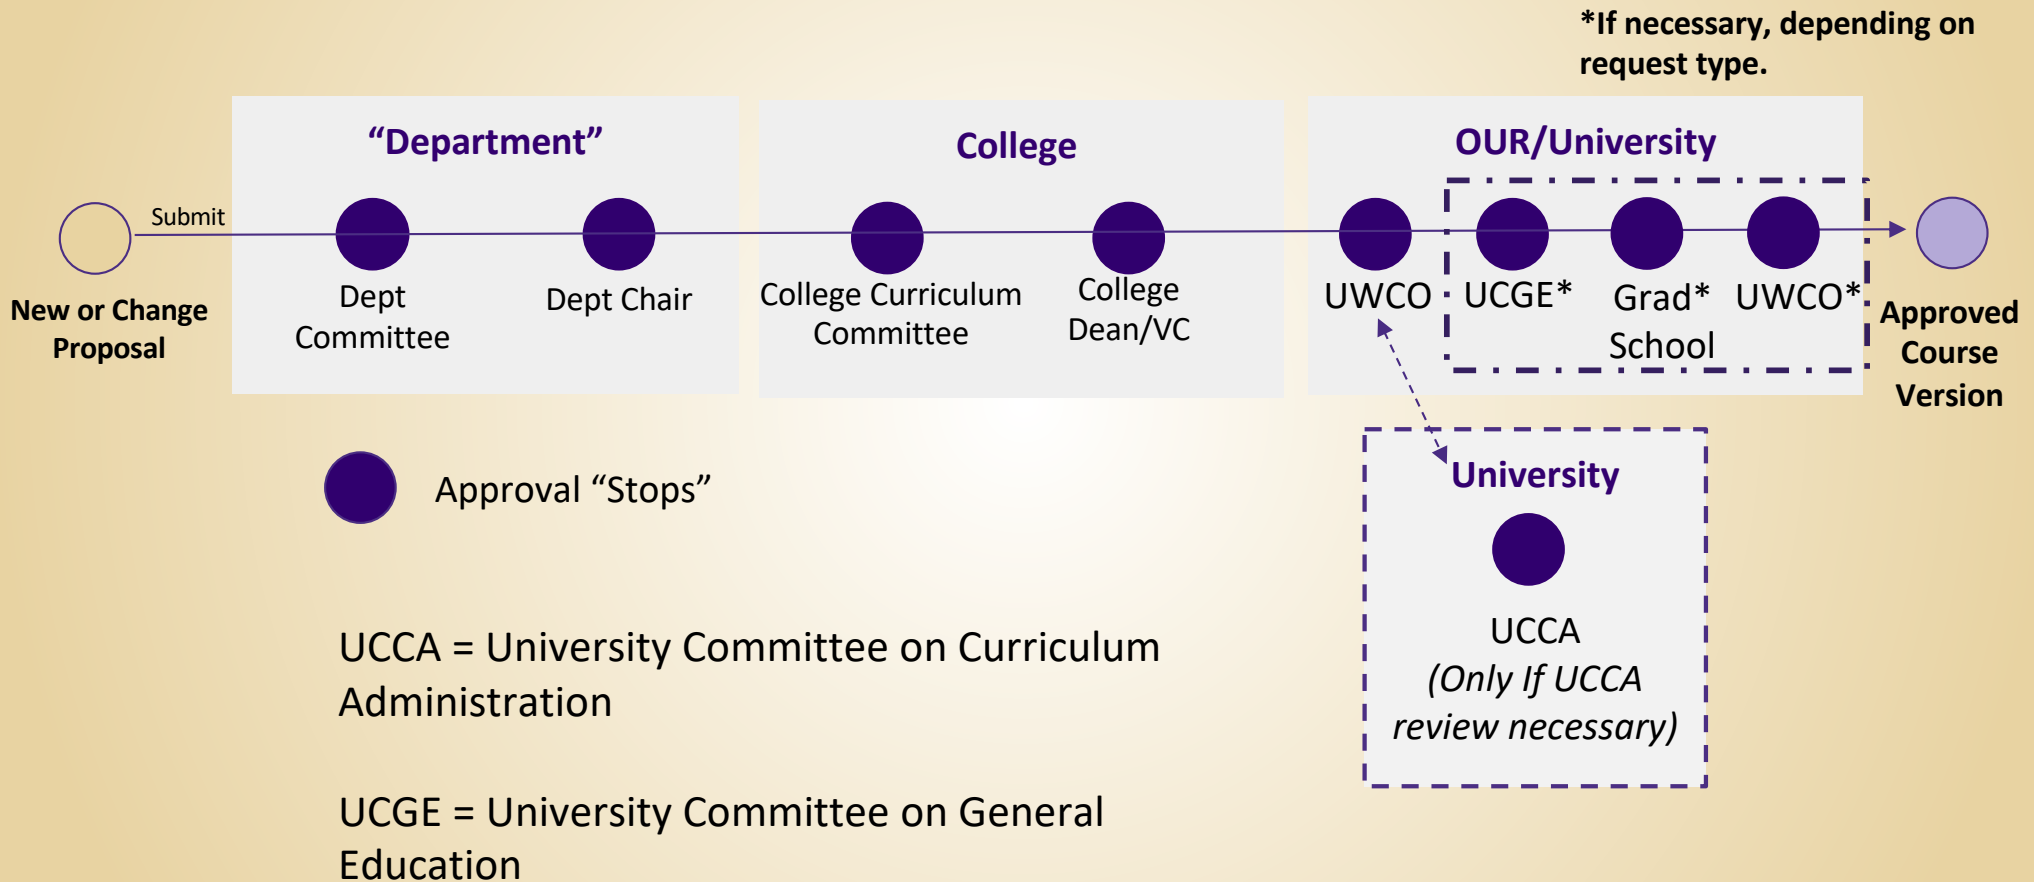 *If necessary, depending on
request type.
“Department”
College
OUR/University
Submit
New or Change
Proposal
Dept
Committee
Dept Chair
College Curriculum
Committee
College
Dean/VC
UWCO
UCGE*
Grad*
School
UWCO*
Approved
Course
Version
Approval “Stops”
University
UCCA
(Only If UCCA
review necessary)
UCCA = University Committee on Curriculum
Administration
UCGE = University Committee on General
Education